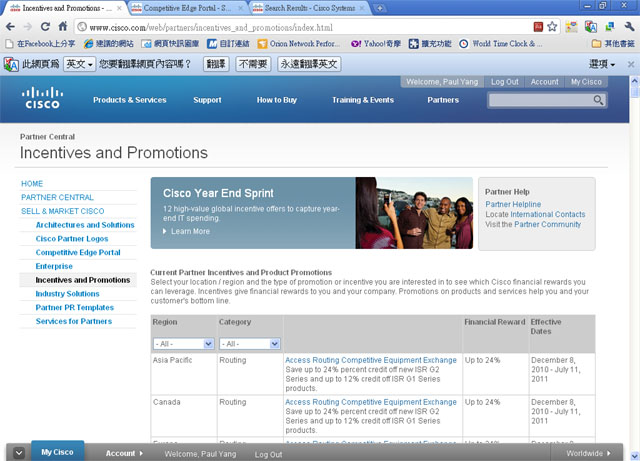 Incentives and Promotions - ...
Competitive Edge Portal - S...
Search Results - Cisco Systems
www.cisco.com/web/partners/incentives_and_promotions/index.html
在Facebook上分享
建議的網站
網頁快訊圖庫
自訂連結
Orion Network Perfor...
Yahoo!奇摩
擴充功能
World Time Clock & ...
其他書籤
此網頁為 英文 您要翻譯網頁內容嗎? 翻譯 不需要 永遠翻譯英文 選項
Welcome, Paul Yang Log Out Account My Cisco
CISCO
Products & Services Support How to Buy Training & Events Partners
Partner Central
Incentives and Promotions
HOME
PARTNER CENTRAL
SELL & MARKET CISCO
Architectures and Solutions
Cisco Partner Logos
Competitive Edge Portal
Enterprise
Incentives and Promotions
Industry Solutions
Partner PR Templates
Services for Partners
Cisco Year End Sprint
12 high-value global incentive offers to capture year-
end IT spending.
Learn More
Partner Help
Partner Helpline
Locate International Contacts
Visit the Partner Community
Current Partner Incentives and Product Promotions
Select your location / region and the type of promotion or incentive you are interested in to see which Cisco financial rewards you
can leverage. Incentives give financial rewards to you and your company. Promotions on products and services help you and your
customer's bottom line.
Region Category Financial Reward Effective
Dates
- All - - All -
Asia Pacific Routing Access Routing Competitive Equipment Exchange Up to 24% December 8,
Save up to 24% percent credit off new ISR G2 2010 - July 11,
Series and up to 12% credit off ISR G1 Series 2011
products.
Canada Routing Access Routing Competitive Equipment Exchange Up to 24% December 8,
Save up to 24% percent credit off new ISR G2 2010 - July 11,
Series and up to 12% credit off ISR G1 Series 2011
products.
My Cisco Account Welcome, Paul Yang Log Out Worldwide